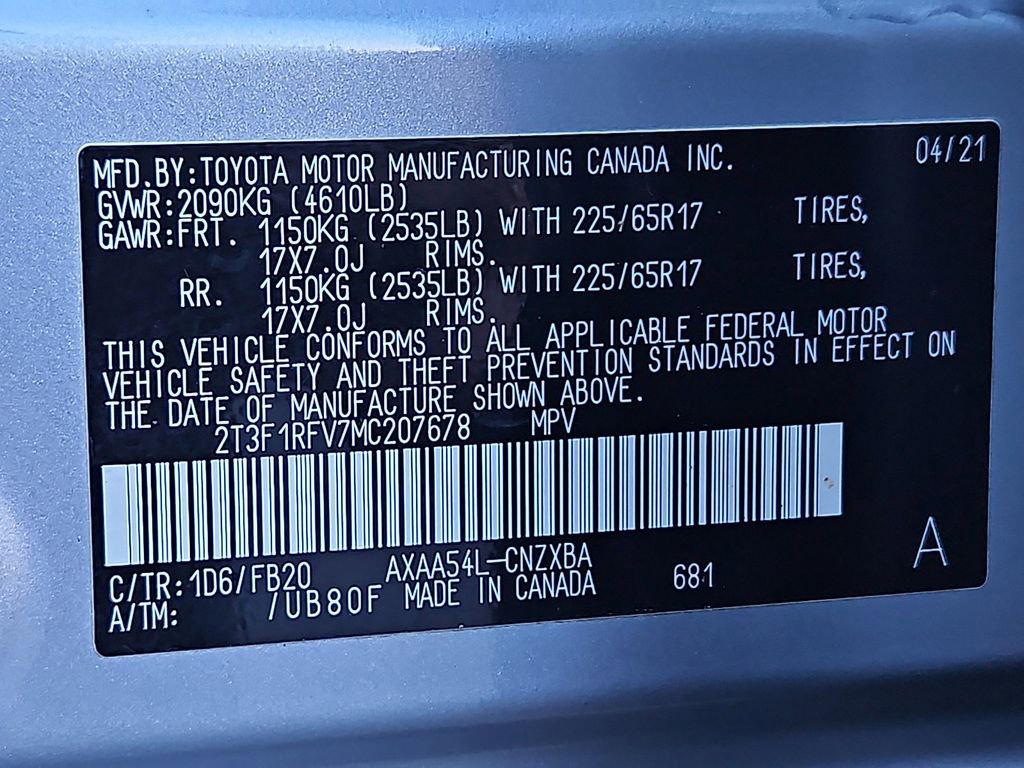 MFD.BY:TOYOTA MOTOR MANUFACTURING CANADA INC. 04/21
GVWR:2090KG (4610LB)
GAWR:FRT. 1150KG (2535LB) WITH 225/65R17 TIRES,
17X7.0J RIMS.
RR. 1150KG (2535LB) WITH 225/65R17 TIRES,
17X7.0J RIMS.
THIS VEHICLE CONFORMS TO ALL APPLICABLE FEDERAL MOTOR
VEHICLE SAFETY AND THEFT PREVENTION STANDARDS IN EFFECT ON
THE DATE OF MANUFACTURE SHOWN ABOVE.
2T3F1RFV7MC207678 MPV
C/TR:1D6/FB20 AXAA54L-CNZXBA 681 A
A/TM: /UB80F MADE IN CANADA